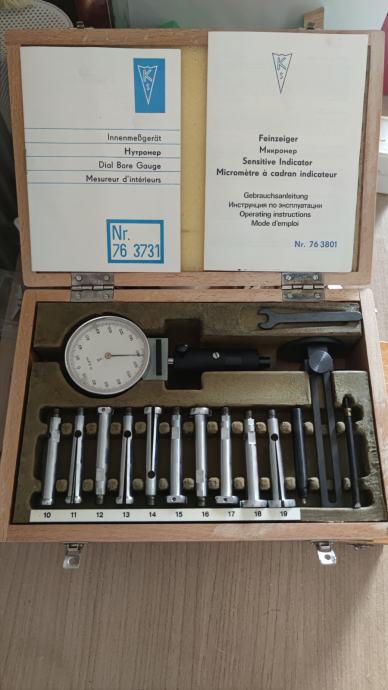 K
S
Innenmeßgerät
Нутромер
Dial Bore Gauge
Mesureur d'intérieurs
Nr.
76 3731
K
S
Feinzeiger
Микромер
Sensitive Indicator
Micromètre à cadran indicateur
Gebrauchsanleitung
Инструкция по эксплуатации
Operating instructions
Mode d'emploi
Nr. 76 3801
10 11 12 13 14 15 16 17 18 19